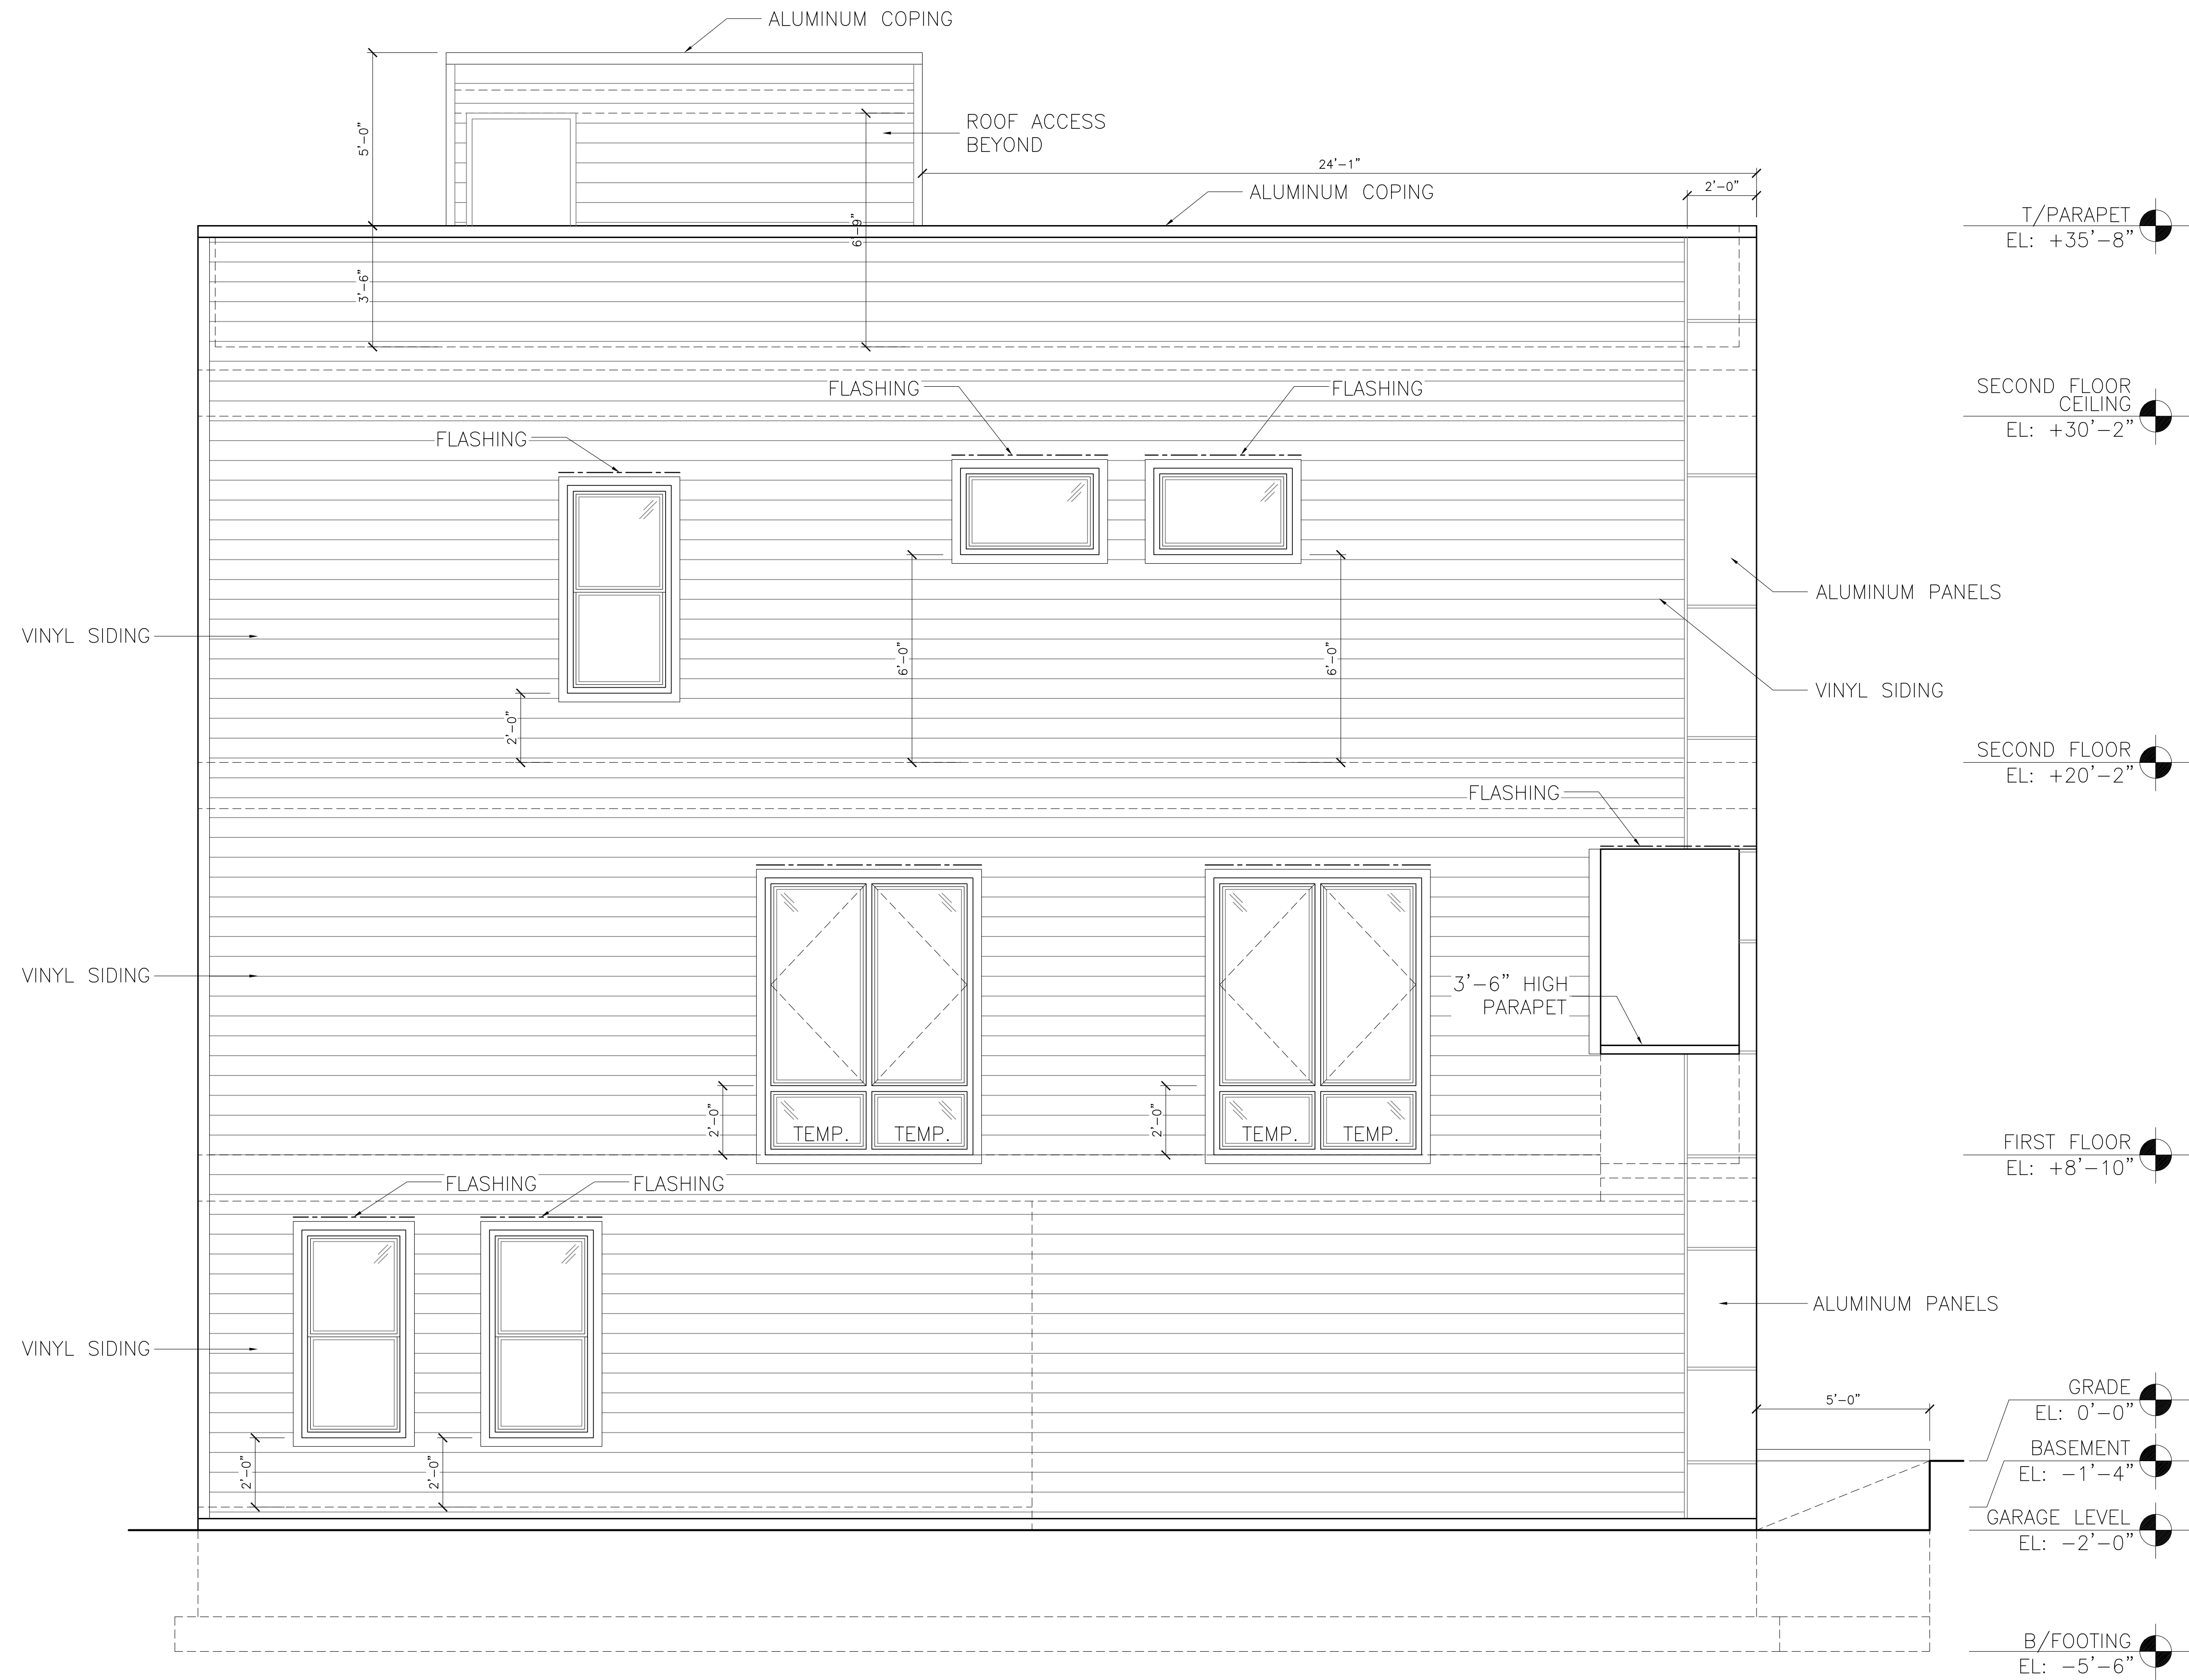 ALUMINUM COPING
5'-0"
ROOF ACCESS
BEYOND
24'-1"
2'-0"
ALUMINUM COPING
T/PARAPET
EL: +35'-8"
6'-9"
3'-6"
FLASHING
FLASHING
SECOND FLOOR
CEILING
EL: +30'-2"
FLASHING
ALUMINUM PANELS
VINYL SIDING
6'-0"
6'-0"
VINYL SIDING
2'-0"
SECOND FLOOR
EL: +20'-2"
FLASHING
VINYL SIDING
3'-6" HIGH
PARAPET
2'-0"
TEMP.
TEMP.
2'-0"
TEMP.
TEMP.
FIRST FLOOR
EL: +8'-10"
FLASHING
FLASHING
ALUMINUM PANELS
VINYL SIDING
GRADE
EL: 0'-0"
5'-0"
BASEMENT
EL: -1'-4"
2'-0"
2'-0"
GARAGE LEVEL
EL: -2'-0"
B/FOOTING
EL: -5'-6"